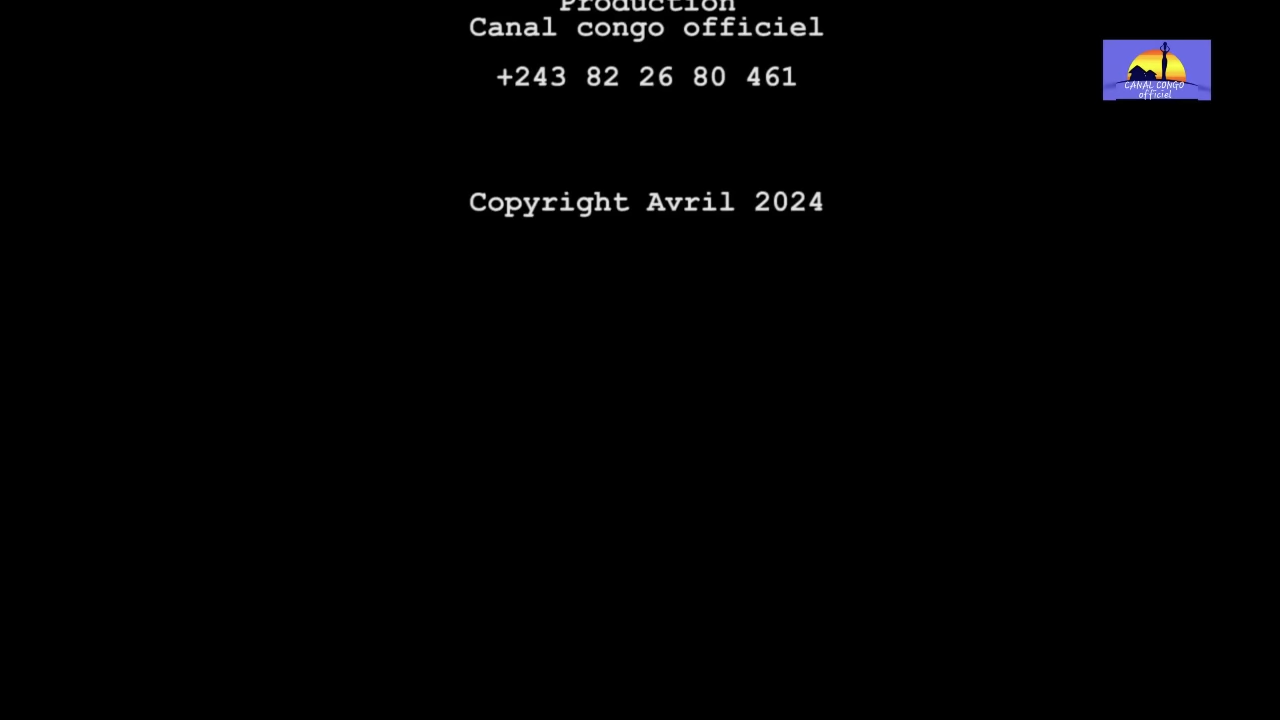 Production
Canal congo officiel
+243 82 26 80 461
CANAL CONGO
officiel
Copyright Avril 2024